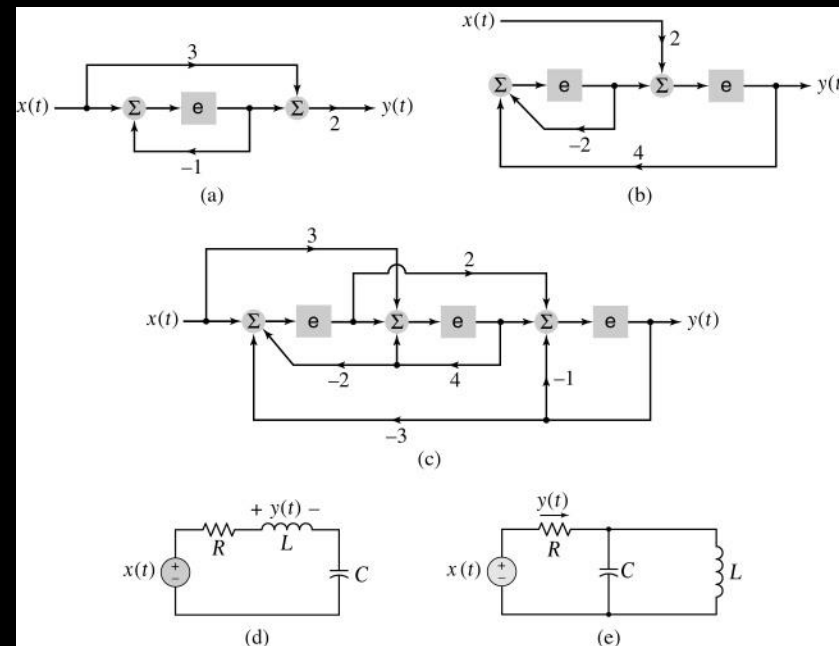 3
x(t) Σ e Σ y(t)
2
−1
(a)
x(t)
2
Σ e Σ e y(t
−2
4
(b)
3
2
x(t) Σ e Σ e Σ e y(t)
−2 4 −1
−3
(c)
+ y(t) −
R L
x(t) + − C
(d)
y(t)
R
x(t) + − C L
(e)